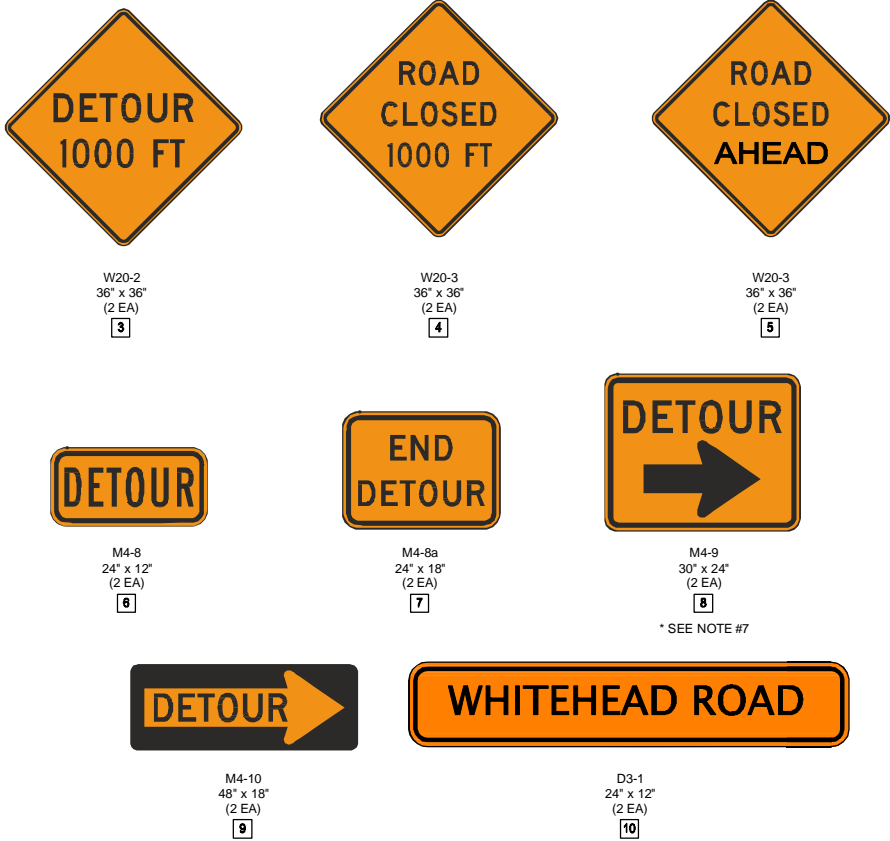 DETOUR
1000 FT
W20-2
36" x 36"
(2 EA)
3
ROAD
CLOSED
1000 FT
W20-3
36" x 36"
(2 EA)
4
ROAD
CLOSED
AHEAD
W20-3
36" x 36"
(2 EA)
5
DETOUR
M4-8
24" x 12"
(2 EA)
6
END
DETOUR
M4-8a
24" x 18"
(2 EA)
7
DETOUR
M4-9
30" x 24"
(2 EA)
8
* SEE NOTE #7
DETOUR
M4-10
48" x 18"
(2 EA)
9
WHITEHEAD ROAD
D3-1
24" x 12"
(2 EA)
10